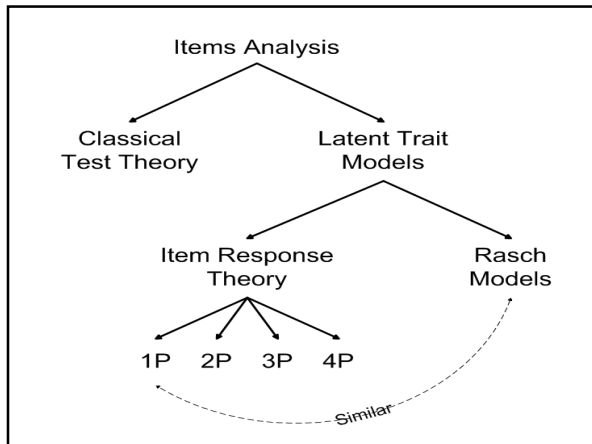 Items Analysis
Classical
Test Theory
Latent Trait
Models
Item Response
Theory
Rasch
Models
1P 2P 3P 4P
Similar